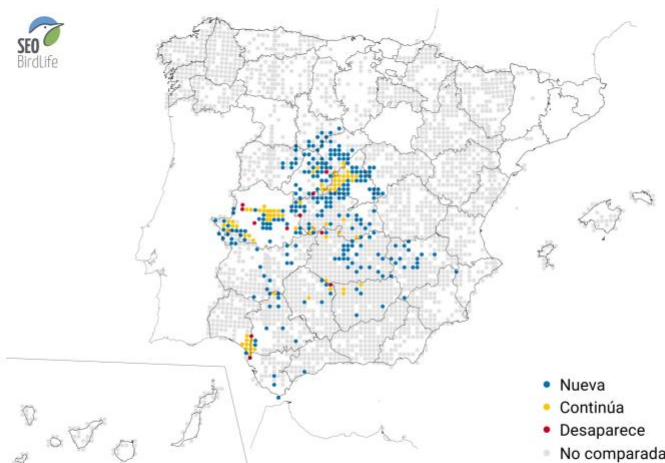 SEO
BirdLife
Nueva
Continúa
Desaparece
No comparada